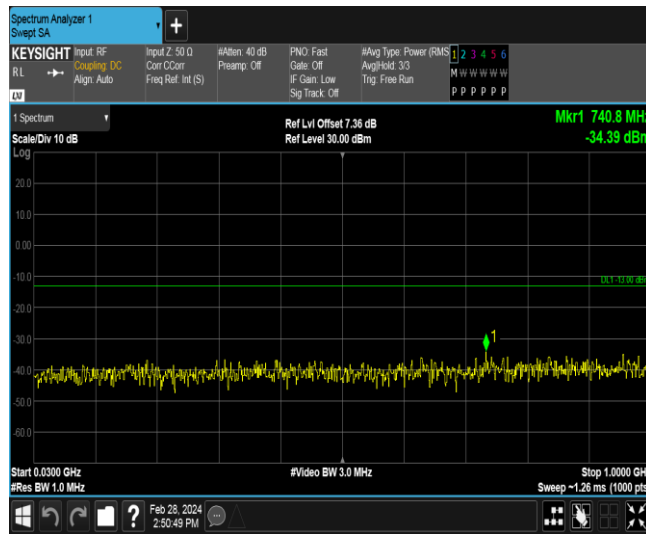 Spectrum Analyzer 1
Swept SA
+
KEYSIGHT Input: RF Input Z: 50 Ω #Atten: 40 dB PNO: Fast #Avg Type: Power (RMS 1 2 3 4 5 6
RL Coupling: DC Corr CCorr Preamp: Off Gate: Off Avg|Hold: 3/3 M W W W W W
Align: Auto Freq Ref: Int (S) IF Gain: Low Trig: Free Run
LXI Sig Track: Off P P P P P P
1 Spectrum Ref Lvl Offset 7.36 dB Mkr1 740.8 MHz
Scale/Div 10 dB Ref Level 30.00 dBm -34.39 dBm
Log
20.0
10.0
0.00
-10.0
DL1 -13.00 dBm
-20.0
-30.0
1
-40.0
-50.0
-60.0
Start 0.0300 GHz #Video BW 3.0 MHz Stop 1.0000 GH
#Res BW 1.0 MHz Sweep ~1.26 ms (1000 pts
? Feb 28, 2024
2:50:49 PM